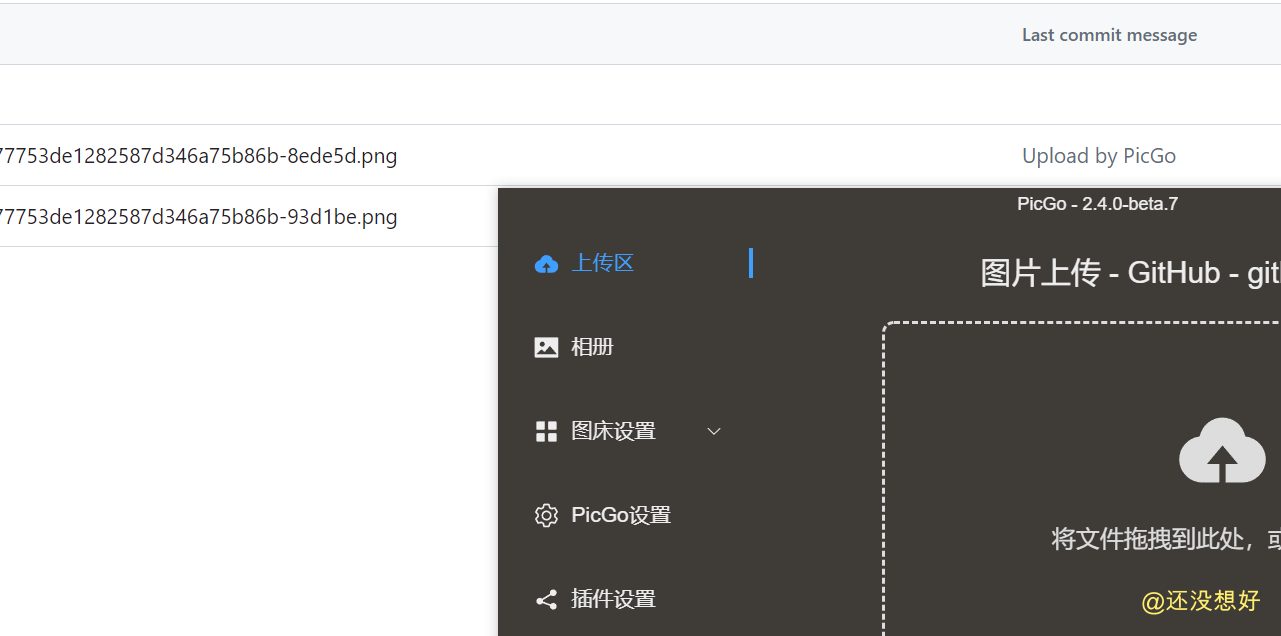 Last commit message
77753de1282587d346a75b86b-8ede5d.png
Upload by PicGo
77753de1282587d346a75b86b-93d1be.png
PicGo - 2.4.0-beta.7
上传区
图片上传 - GitHub - git
相册
图床设置
PicGo设置
将文件拖拽到此处，或
插件设置
@还没想好